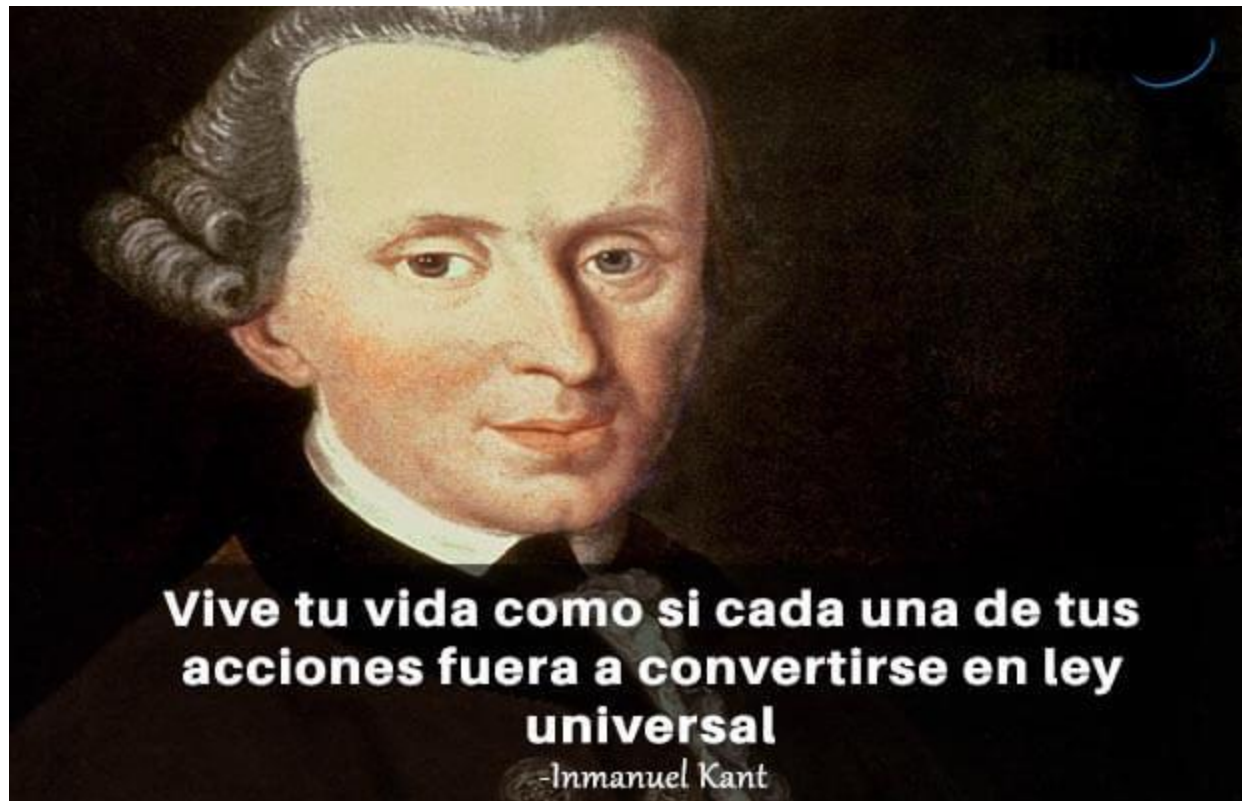 Vive tu vida como si cada una de tus
acciones fuera a convertirse en ley
universal
-Inmanuel Kant